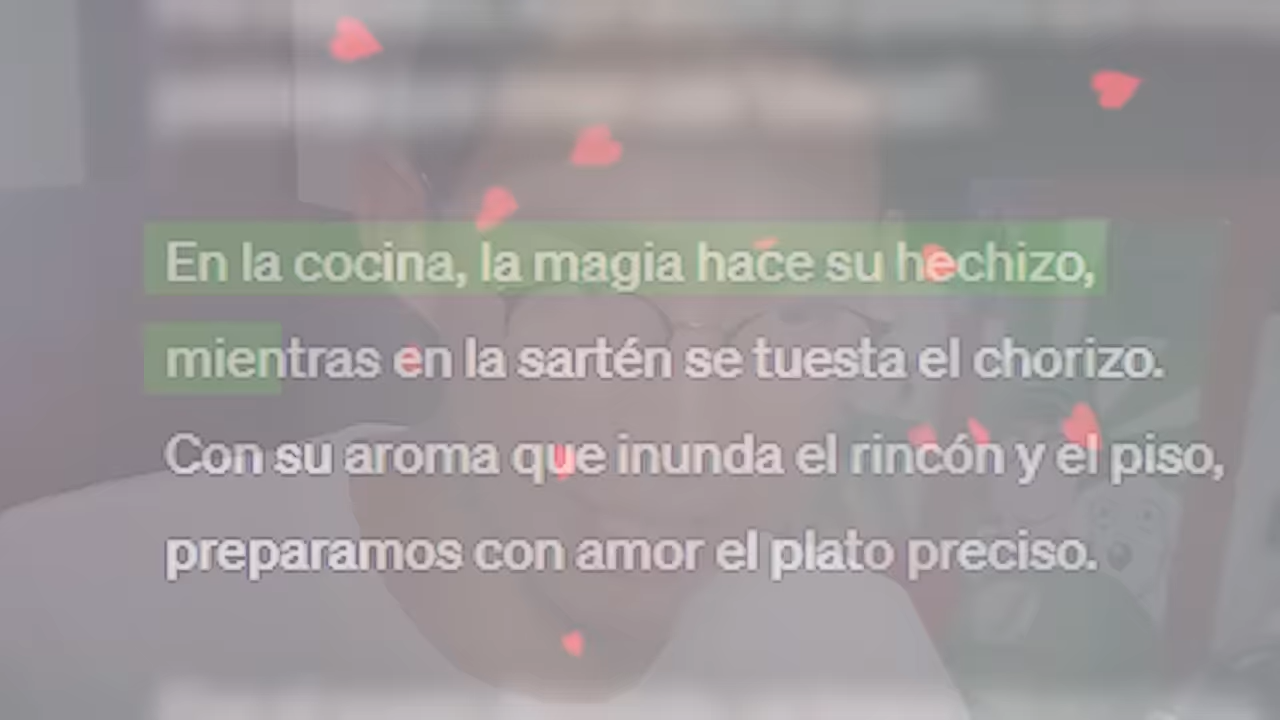 En la cocina, la magia hace su hechizo,
mientras en la sartén se tuesta el chorizo.
Con su aroma que inunda el rincón y el piso,
preparamos con amor el plato preciso.